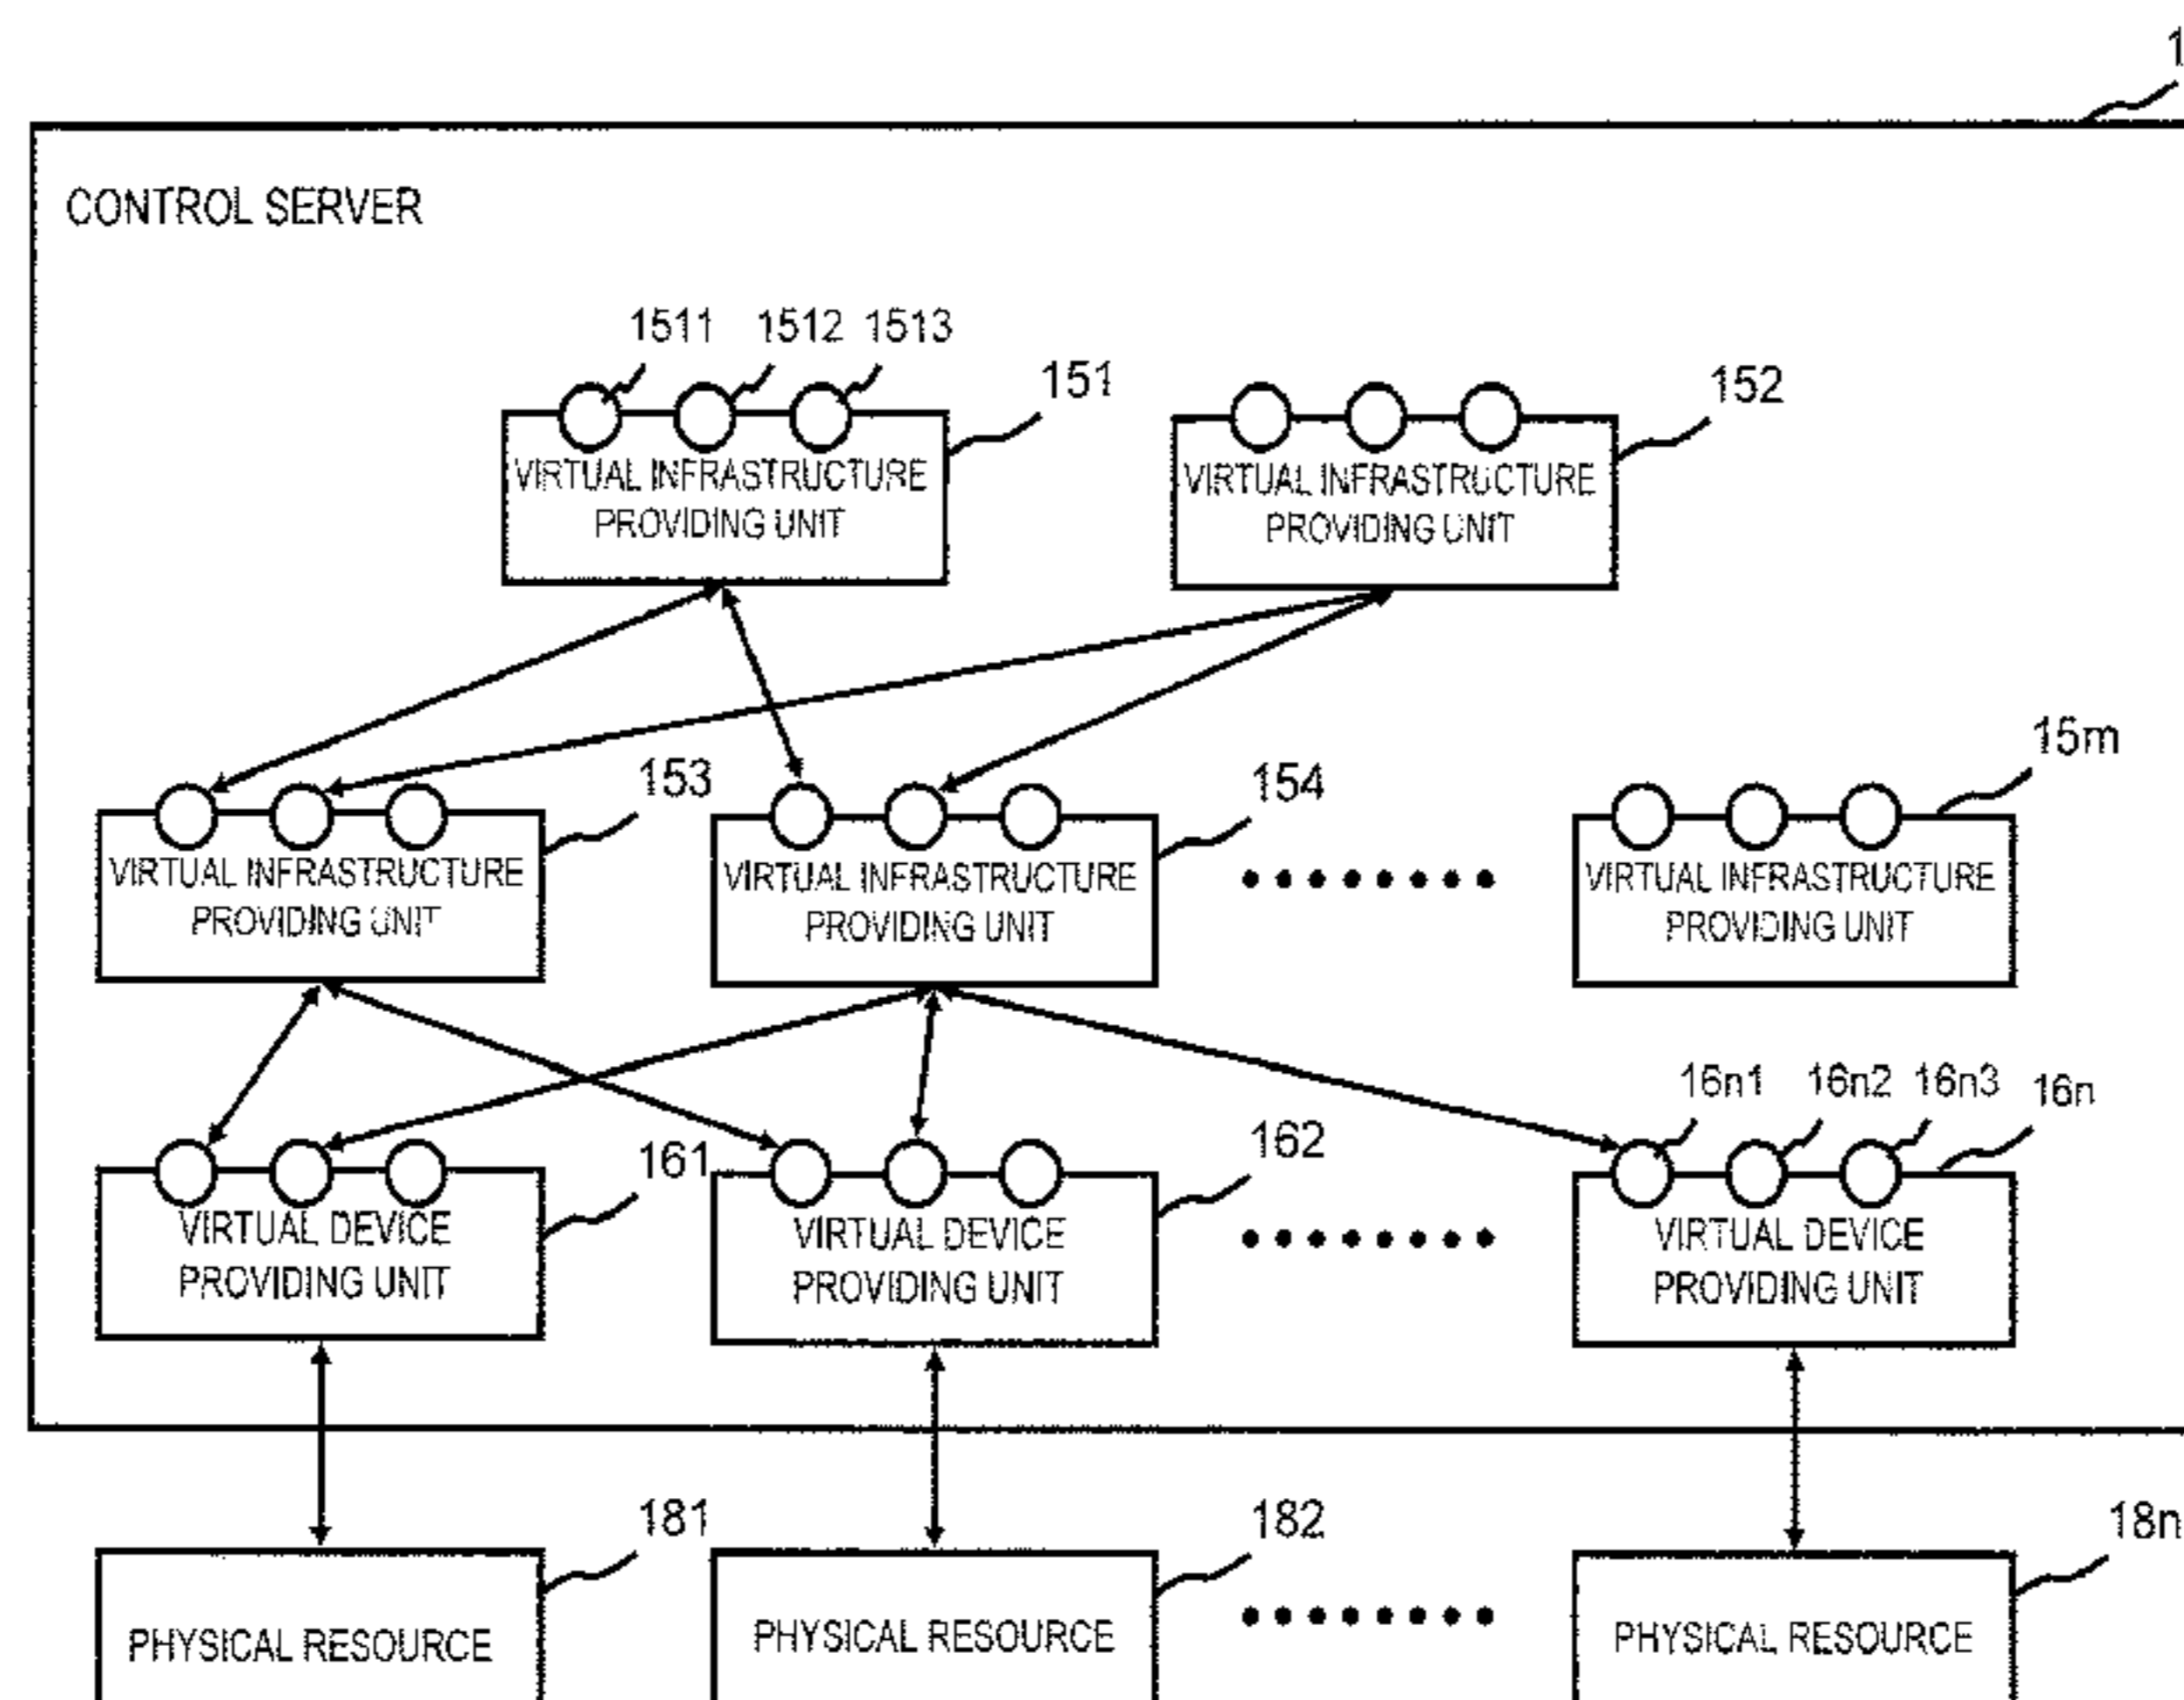 1
CONTROL SERVER
1511 1512 1513
151
152
VIRTUAL INFRASTRUCTURE
PROVIDING UNIT
VIRTUAL INFRASTRUCTURE
PROVIDING UNIT
153
154
15m
VIRTUAL INFRASTRUCTURE
PROVIDING UNIT
VIRTUAL INFRASTRUCTURE
PROVIDING UNIT
VIRTUAL INFRASTRUCTURE
PROVIDING UNIT
16n1 16n2 16n3
16n
161
162
VIRTUAL DEVICE
PROVIDING UNIT
VIRTUAL DEVICE
PROVIDING UNIT
VIRTUAL DEVICE
PROVIDING UNIT
181
182
18n
PHYSICAL RESOURCE
PHYSICAL RESOURCE
PHYSICAL RESOURCE